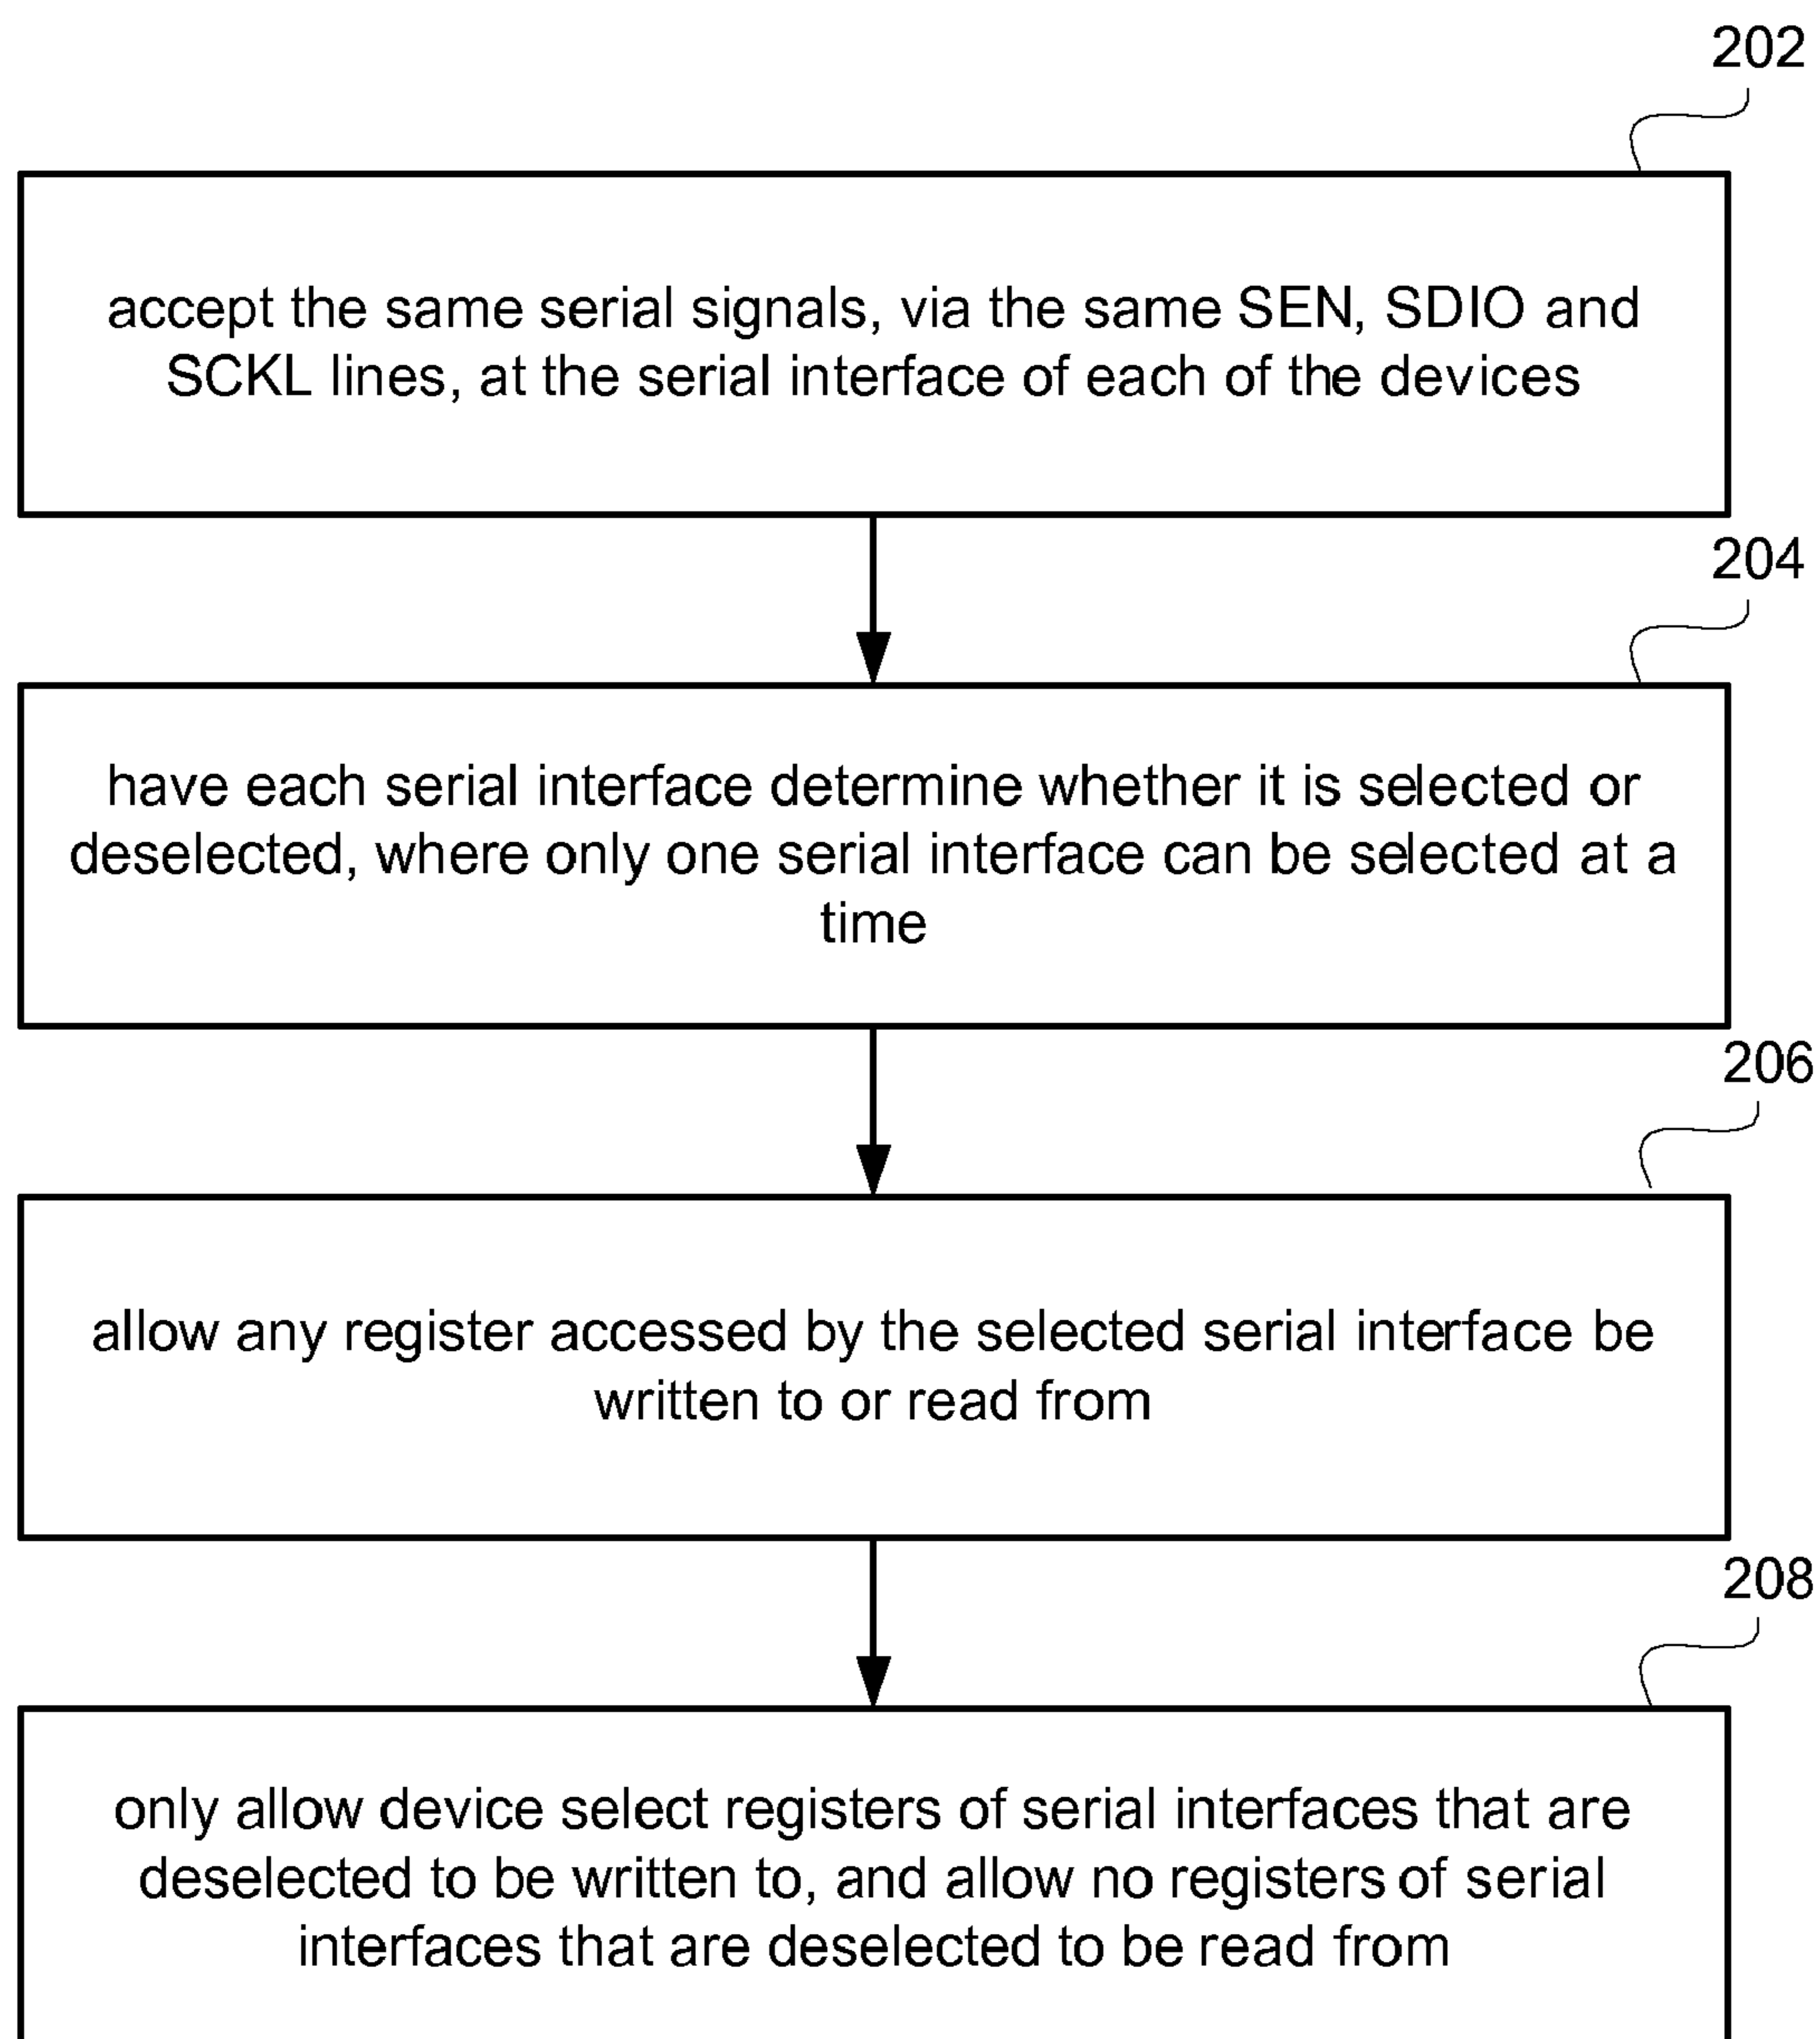 202
accept the same serial signals, via the same SEN, SDIO and
SCKL lines, at the serial interface of each of the devices
204
have each serial interface determine whether it is selected or
deselected, where only one serial interface can be selected at a
time
206
allow any register accessed by the selected serial interface be
written to or read from
208
only allow device select registers of serial interfaces that are
deselected to be written to, and allow no registers of serial
interfaces that are deselected to be read from